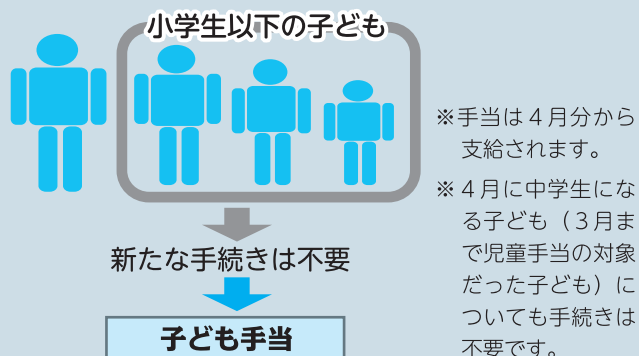 小学生以下の子ども
新たな手続きは不要
子ども手当
※手当は4月分から
支給されます。
※4月に中学生にな
る子ども（3月ま
で児童手当の対象
だった子ども）に
ついても手続きは
不要です。